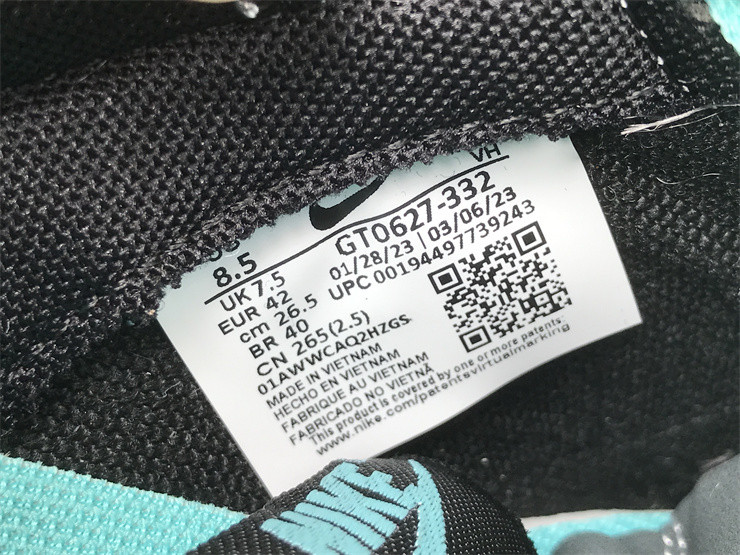 VH
8.5
UK 7.5
EUR 42
cm 26.5
BR 40
CN 265(2.5)
GT0627-332
01/28/23 | 03/06/23
UPC 00194497739243
01AWWCAQ2HZGS
MADE IN VIETNAM
HECHO EN VIETNAM
FABRIQUE AU VIETNAM
FABRICADO NO VIETNÃ
This product is covered by one or more patents:
www.nike.com/patentsvirtualmarking
NIKE